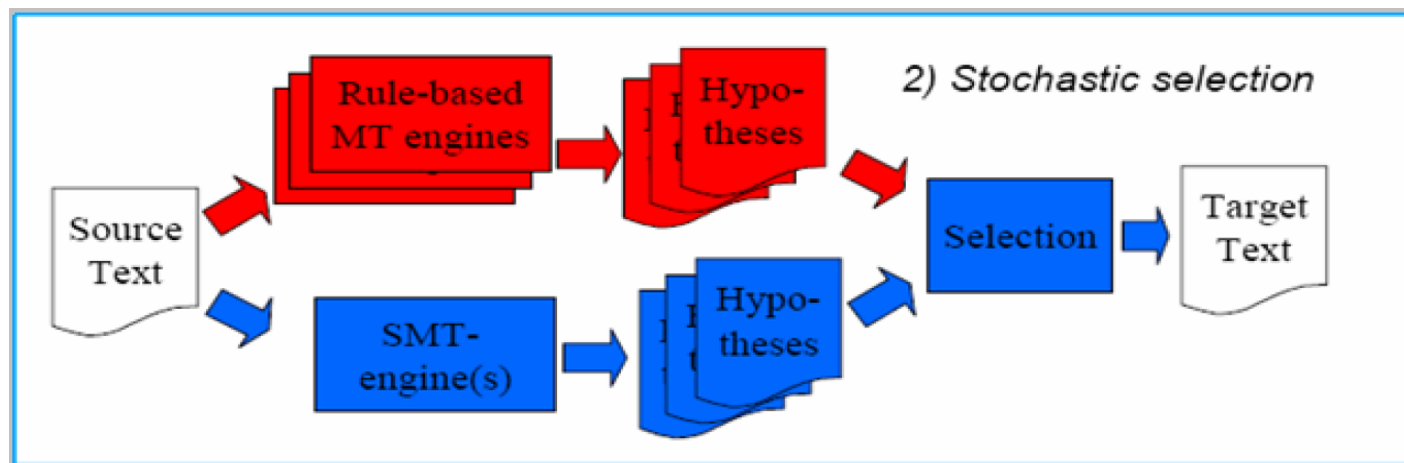 2) Stochastic selection
Rule-based
MT engines
Hypo-
theses
Source
Text
Selection
Target
Text
SMT-
engine(s)
Hypo-
theses